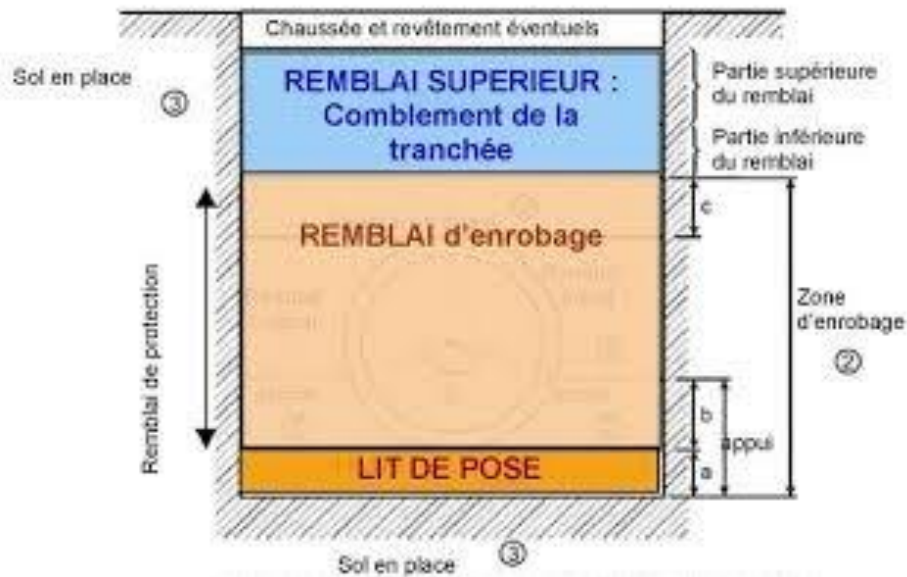 Chaussée et revêtement éventuels
Sol en place
③
REMBLAI SUPERIEUR :
Comblement de la
tranchée
Partie supérieure
du remblai
Partie inférieure
du remblai
c
REMBLAI d'enrobage
Remblai de protection
Zone
d'enrobage
②
b
appui
a
LIT DE POSE
Sol en place
③